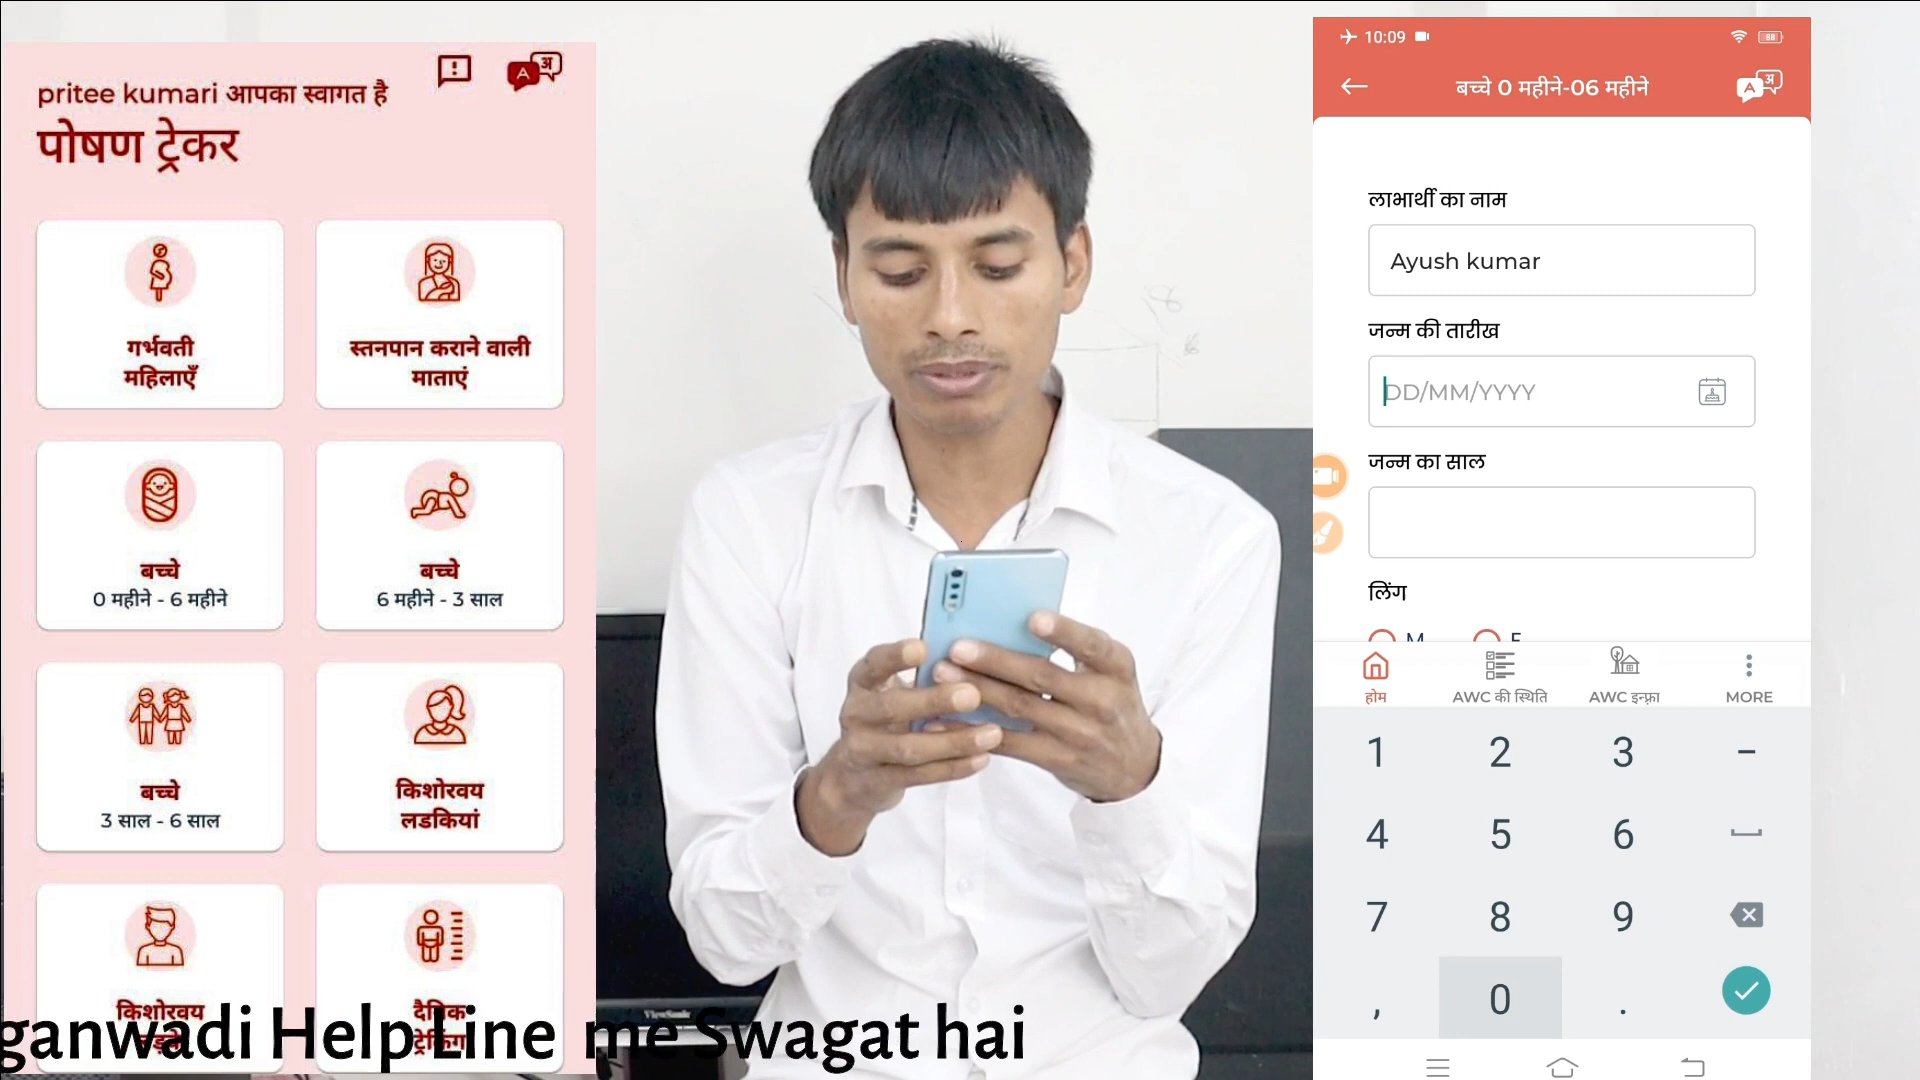 pritee kumari आपका स्वागत है
पोषण ट्रेकर
गर्भवती
महिलाएँ
स्तनपान कराने वाली
माताएं
बच्चे
0 महीने - 6 महीने
बच्चे
6 महीने - 3 साल
बच्चे
3 साल - 6 साल
किशोरवय
लडकियां
किशोरवय
दैनिक
ट्रेकिंग
ganwadi Help Line me Swagat hai
ViewSonic
10:09
88
बच्चे 0 महीने-06 महीने
लाभार्थी का नाम
Ayush kumar
जन्म की तारीख
DD/MM/YYYY
जन्म का साल
लिंग
M F
होम
AWC की स्थिति
AWC इन्फ्रा
MORE
1 2 3 -
4 5 6
7 8 9
, 0 .